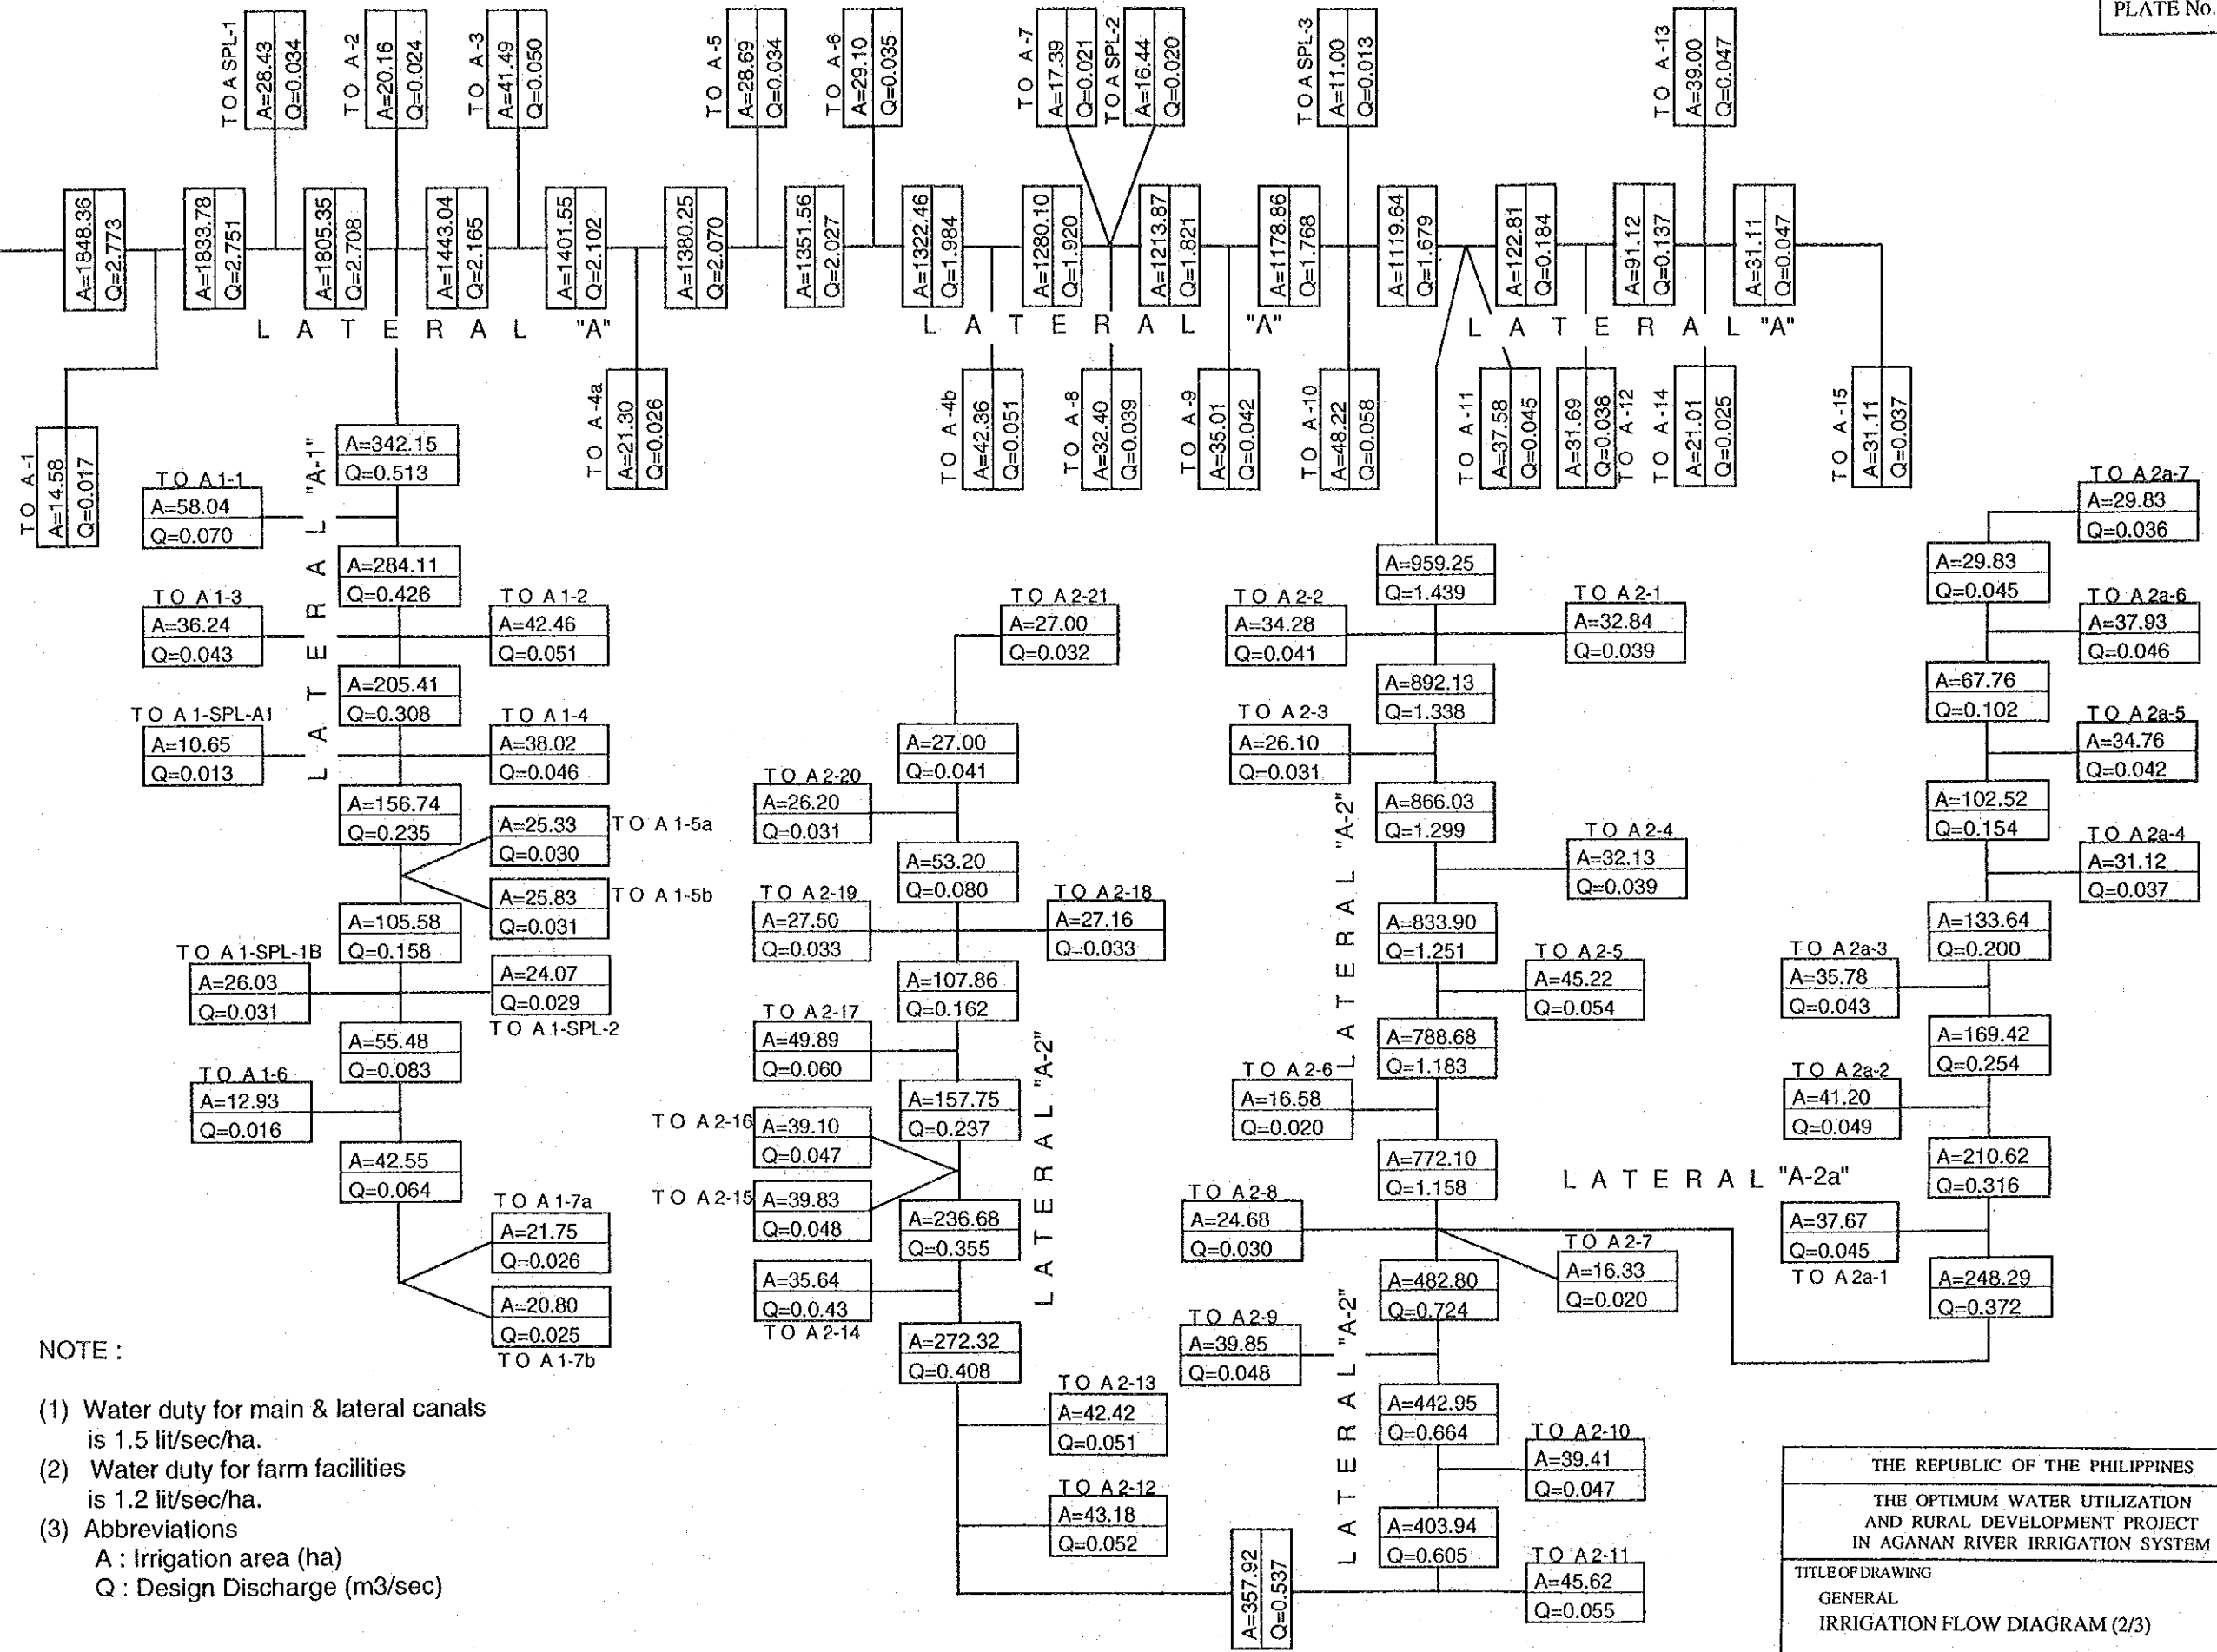 PLATE No.
TO A SPL-1
A=28.43
Q=0.034
TO A-2
A=20.16
Q=0.024
TO A-3
A=41.49
Q=0.050
TO A-5
A=28.69
Q=0.034
TO A-6
A=29.10
Q=0.035
TO A-7
A=17.39
Q=0.021
TO A SPL-2
A=16.44
Q=0.020
TO A SPL-3
A=11.00
Q=0.013
TO A-13
A=39.00
Q=0.047
A=1848.36
Q=2.773
A=1833.78
Q=2.751
A=1805.35
Q=2.708
A=1443.04
Q=2.165
A=1401.55
Q=2.102
A=1380.25
Q=2.070
A=1351.56
Q=2.027
A=1322.46
Q=1.984
A=1280.10
Q=1.920
A=1213.87
Q=1.821
A=1178.86
Q=1.768
A=1119.64
Q=1.679
A=122.81
Q=0.184
A=91.12
Q=0.137
A=31.11
Q=0.047
LATERAL "A"
LATERAL "A"
LATERAL "A"
TO A-1
A=14.58
Q=0.017
TO A-4a
A=21.30
Q=0.026
TO A-4b
A=42.36
Q=0.051
TO A-8
A=32.40
Q=0.039
TO A-9
A=35.01
Q=0.042
TO A-10
A=48.22
Q=0.058
TO A-11
A=37.58
Q=0.045
A=31.69
Q=0.038
TO A-12
TO A-14
A=21.01
Q=0.025
TO A-15
A=31.11
Q=0.037
LATERAL "A-1"
A=342.15
Q=0.513
TO A1-1
A=58.04
Q=0.070
A=284.11
Q=0.426
TO A1-3
A=36.24
Q=0.043
TO A1-2
A=42.46
Q=0.051
A=205.41
Q=0.308
TO A1-SPL-A1
A=10.65
Q=0.013
TO A1-4
A=38.02
Q=0.046
A=156.74
Q=0.235
A=25.33
Q=0.030
TO A1-5a
A=25.83
Q=0.031
TO A1-5b
A=105.58
Q=0.158
TO A1-SPL-1B
A=26.03
Q=0.031
A=24.07
Q=0.029
TO A1-SPL-2
A=55.48
Q=0.083
TO A1-6
A=12.93
Q=0.016
A=42.55
Q=0.064
TO A1-7a
A=21.75
Q=0.026
A=20.80
Q=0.025
TO A1-7b
TO A2-21
A=27.00
Q=0.032
A=27.00
Q=0.041
TO A2-20
A=26.20
Q=0.031
A=53.20
Q=0.080
TO A2-19
A=27.50
Q=0.033
TO A2-18
A=27.16
Q=0.033
A=107.86
Q=0.162
TO A2-17
A=49.89
Q=0.060
A=157.75
Q=0.237
TO A2-16
A=39.10
Q=0.047
TO A2-15
A=39.83
Q=0.048
A=236.68
Q=0.355
A=35.64
Q=0.0.43
TO A2-14
A=272.32
Q=0.408
LATERAL "A-2"
TO A2-13
A=42.42
Q=0.051
TO A2-12
A=43.18
Q=0.052
A=357.92
Q=0.537
A=959.25
Q=1.439
TO A2-2
A=34.28
Q=0.041
TO A2-1
A=32.84
Q=0.039
A=892.13
Q=1.338
TO A2-3
A=26.10
Q=0.031
A=866.03
Q=1.299
LATERAL "A-2"
TO A2-4
A=32.13
Q=0.039
A=833.90
Q=1.251
TO A2-5
A=45.22
Q=0.054
A=788.68
Q=1.183
TO A2-6
A=16.58
Q=0.020
A=772.10
Q=1.158
TO A2-8
A=24.68
Q=0.030
TO A2-7
A=16.33
Q=0.020
A=482.80
Q=0.724
TO A2-9
A=39.85
Q=0.048
LATERAL "A-2"
A=442.95
Q=0.664
TO A2-10
A=39.41
Q=0.047
A=403.94
Q=0.605
TO A2-11
A=45.62
Q=0.055
TO A2a-7
A=29.83
Q=0.036
A=29.83
Q=0.045
TO A2a-6
A=37.93
Q=0.046
A=67.76
Q=0.102
TO A2a-5
A=34.76
Q=0.042
A=102.52
Q=0.154
TO A2a-4
A=31.12
Q=0.037
A=133.64
Q=0.200
TO A2a-3
A=35.78
Q=0.043
A=169.42
Q=0.254
TO A2a-2
A=41.20
Q=0.049
A=210.62
Q=0.316
LATERAL "A-2a"
A=37.67
Q=0.045
TO A2a-1
A=248.29
Q=0.372
NOTE :
(1) Water duty for main & lateral canals
is 1.5 lit/sec/ha.
(2) Water duty for farm facilities
is 1.2 lit/sec/ha.
(3) Abbreviations
A : Irrigation area (ha)
Q : Design Discharge (m3/sec)
THE REPUBLIC OF THE PHILIPPINES
THE OPTIMUM WATER UTILIZATION
AND RURAL DEVELOPMENT PROJECT
IN AGANAN RIVER IRRIGATION SYSTEM
TITLE OF DRAWING
GENERAL
IRRIGATION FLOW DIAGRAM (2/3)